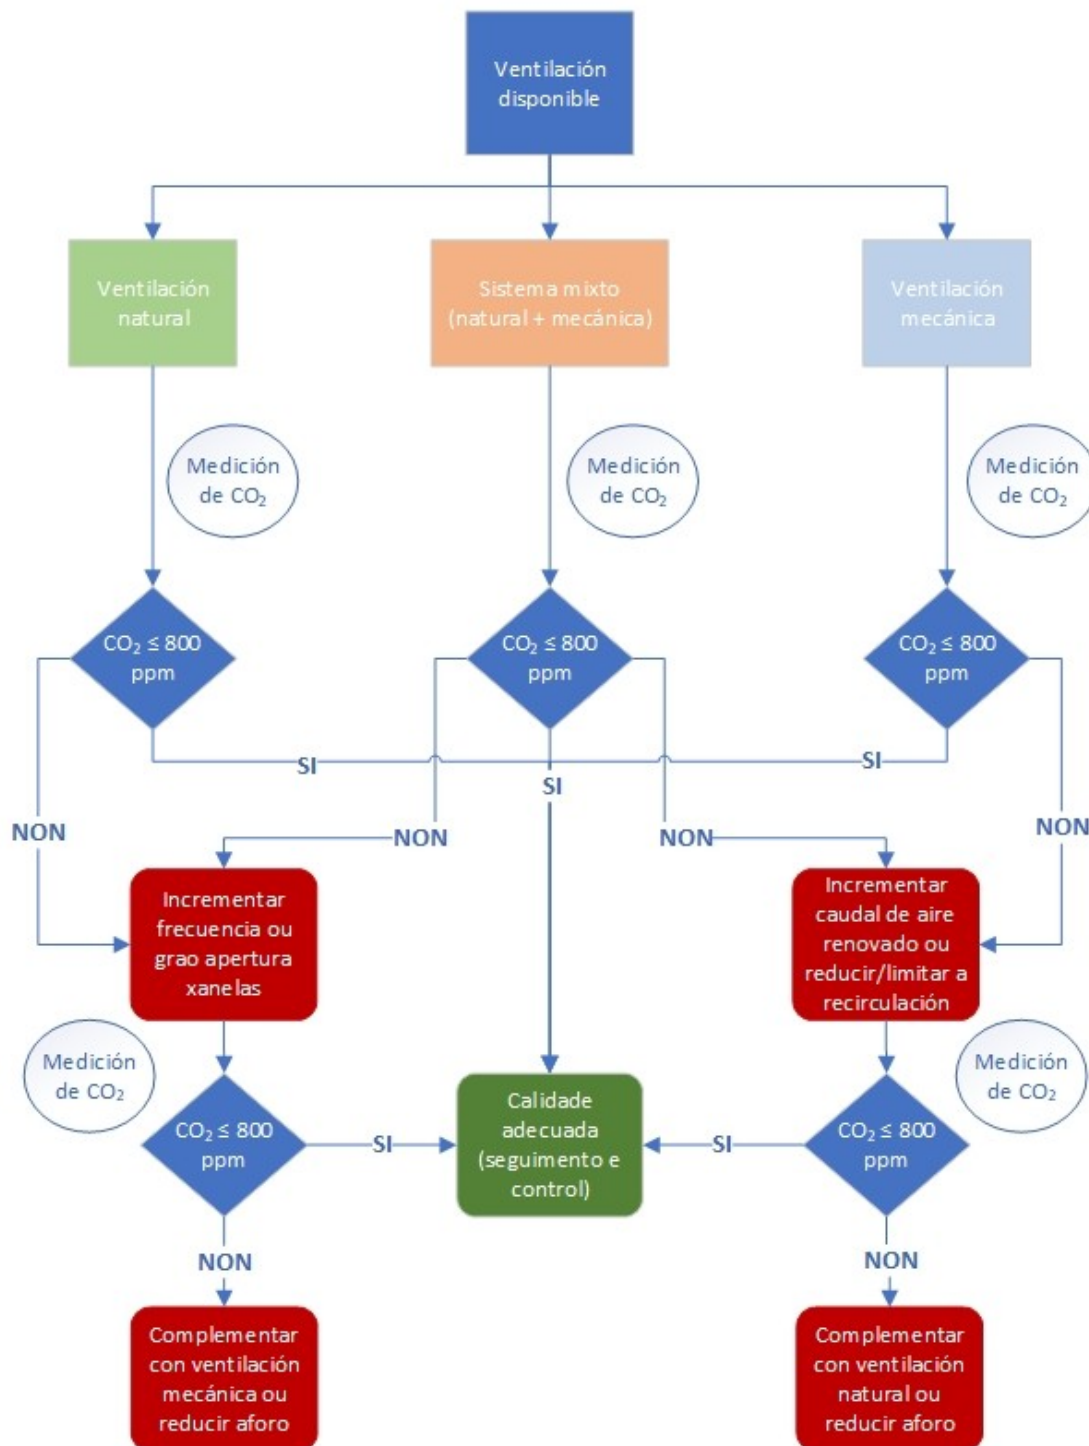 Ventilación
disponible
Ventilación
natural
Sistema mixto
(natural + mecánica)
Ventilación
mecánica
Medición
de CO₂
Medición
de CO₂
Medición
de CO₂
CO₂ ≤ 800
ppm
CO₂ ≤ 800
ppm
CO₂ ≤ 800
ppm
SI
SI
SI
NON
NON
NON
NON
Incrementar
frecuencia ou
grao apertura
xanelas
Incrementar
caudal de aire
renovado ou
reducir/limitar a
recirculación
Medición
de CO₂
Medición
de CO₂
CO₂ ≤ 800
ppm
SI
Calidade
adecuada
(seguimento e
control)
SI
CO₂ ≤ 800
ppm
NON
NON
Complementar
con ventilación
mecánica ou
reducir aforo
Complementar
con ventilación
natural ou
reducir aforo